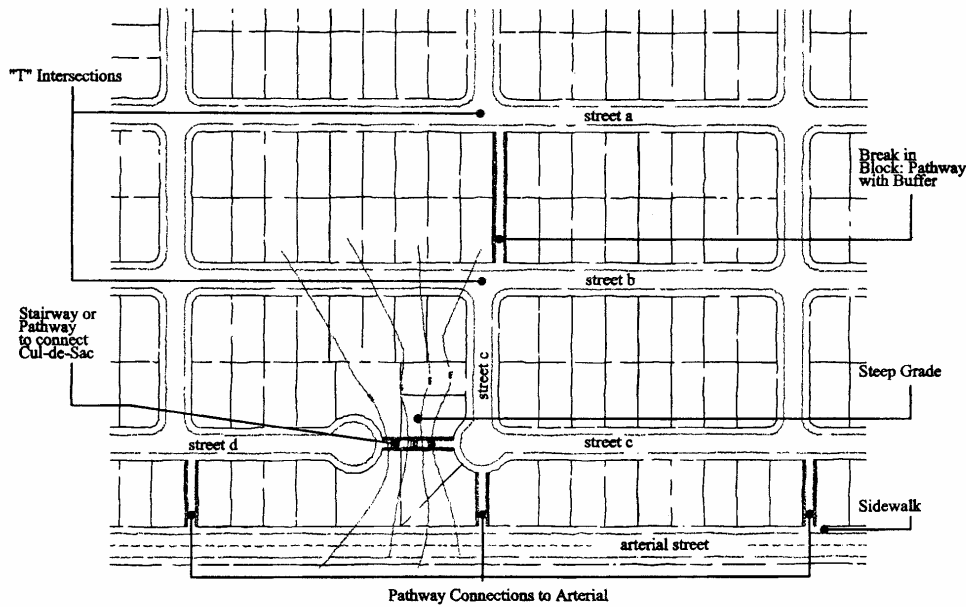 "T" Intersections
street a
Break in
Block: Pathway
with Buffer
street b
Stairway or
Pathway
to connect
Cul-de-Sac
street c
Steep Grade
street d
street c
Sidewalk
arterial street
Pathway Connections to Arterial